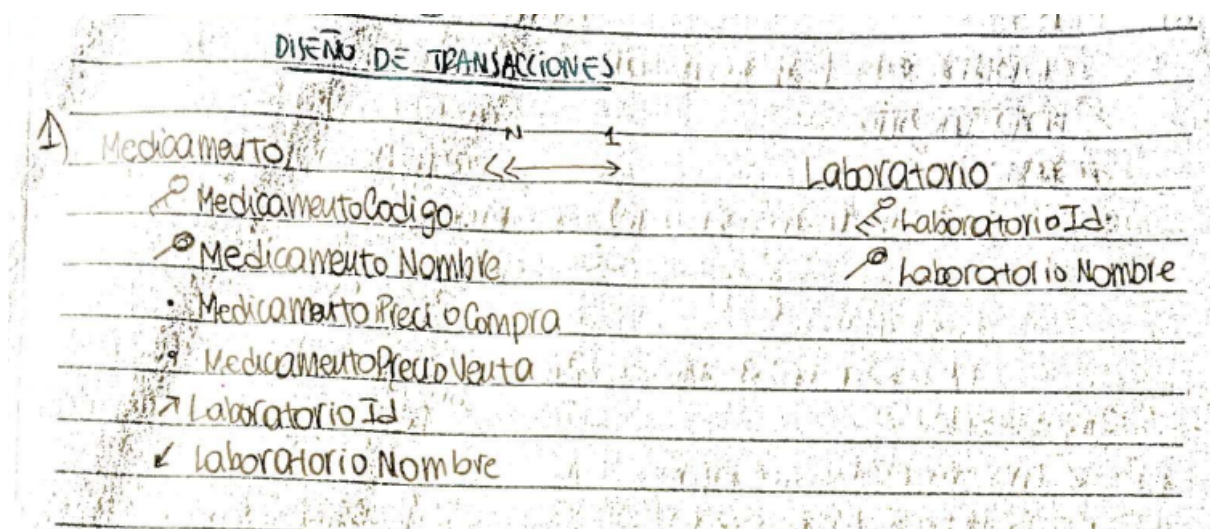 DISEÑO DE TRANSACCIONES
1) Medicamento N 1 Laboratorio
MedicamentoCodigo LaboratorioId
MedicamentoNombre LaboratorioNombre
MedicamentoPrecioCompra
MedicamentoPrecioVenta
LaboratorioId
LaboratorioNombre